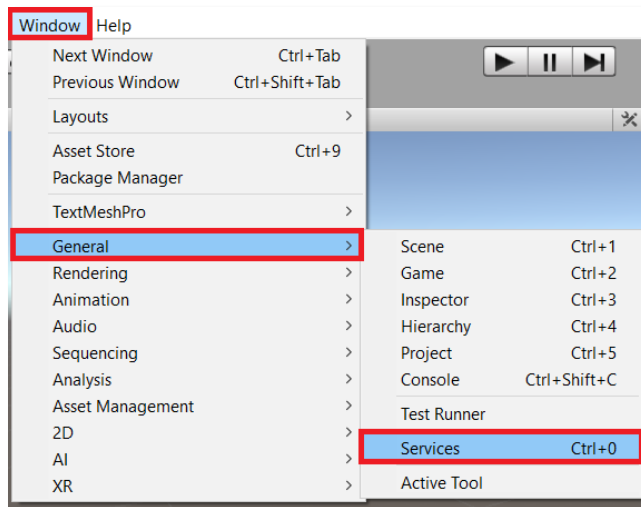 Window Help
Next Window Ctrl+Tab
Previous Window Ctrl+Shift+Tab
Layouts
Asset Store Ctrl+9
Package Manager
TextMeshPro
General
Rendering
Animation
Audio
Sequencing
Analysis
Asset Management
2D
AI
XR
Scene Ctrl+1
Game Ctrl+2
Inspector Ctrl+3
Hierarchy Ctrl+4
Project Ctrl+5
Console Ctrl+Shift+C
Test Runner
Services Ctrl+0
Active Tool